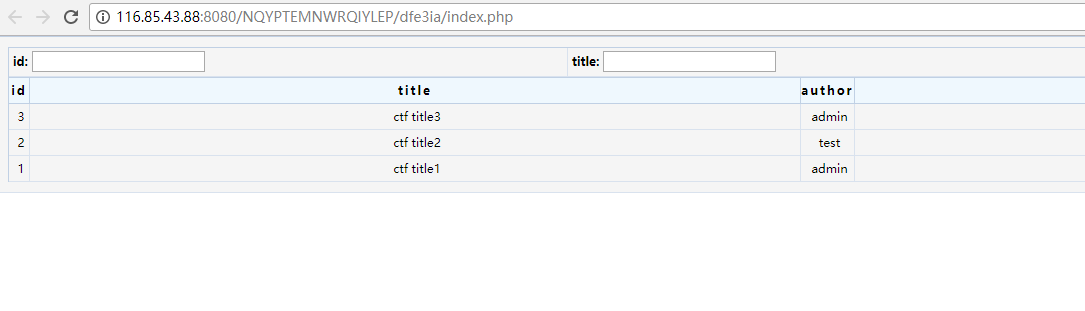 116.85.43.88:8080/NQYPTEMNWRQIYLEP/dfe3ia/index.php
id: title:
id title author
3 ctf title3 admin
2 ctf title2 test
1 ctf title1 admin